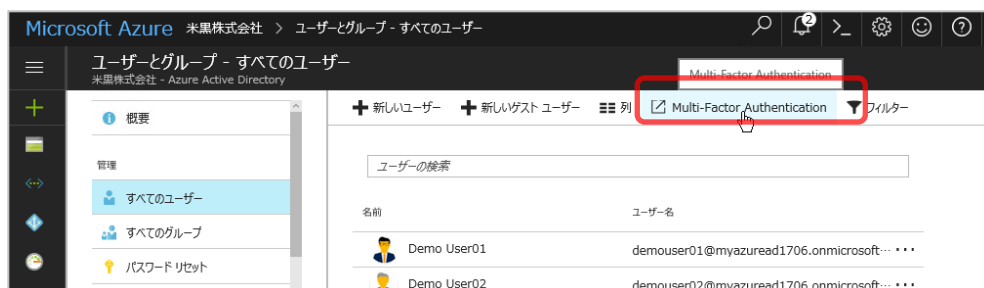 Microsoft Azure 米黒株式会社 > ユーザーとグループ - すべてのユーザー
2
ユーザーとグループ - すべてのユーザー
米黒株式会社 - Azure Active Directory
Multi-Factor Authentication
新しいユーザー 新しいゲスト ユーザー 列 Multi-Factor Authentication フィルター
概要
管理
ユーザーの検索
すべてのユーザー
名前 ユーザー名
すべてのグループ
Demo User01 demouser01@myazuread1706.onmicrosoft··· ···
パスワード リセット
Demo User02 demouser02@myazuread1706.onmicrosoft··· ···